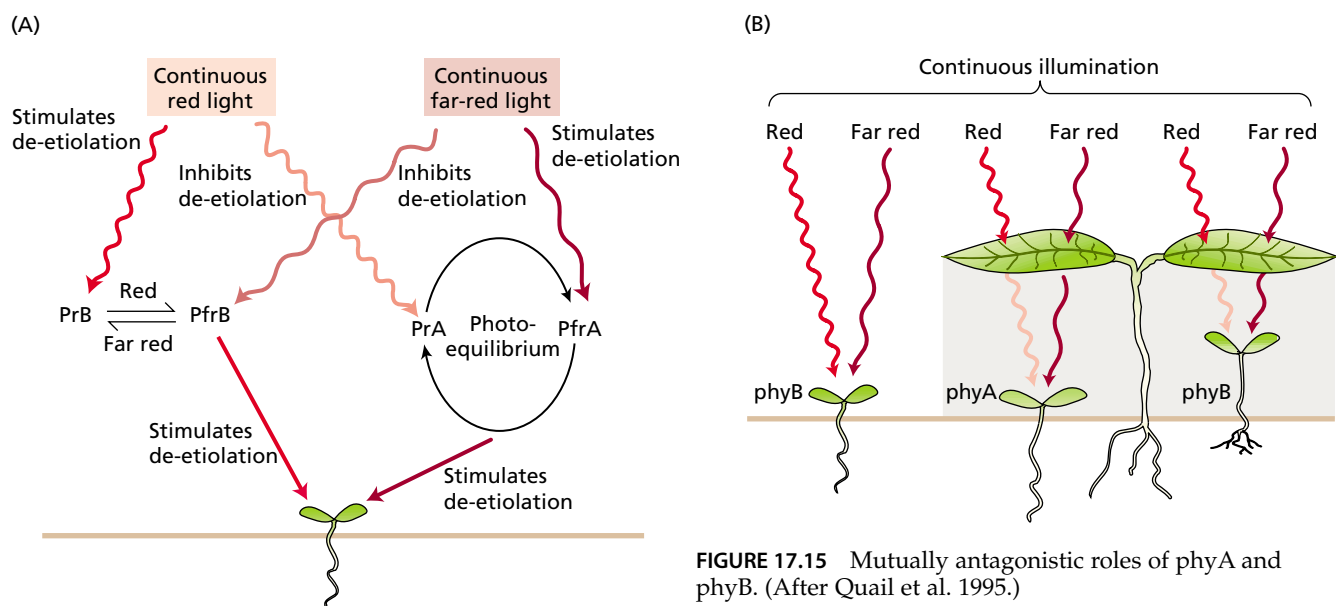 (A)
Continuous
red light
Continuous
far-red light
Stimulates
de-etiolation
Inhibits
de-etiolation
Inhibits
de-etiolation
Stimulates
de-etiolation
PrB
Red
Far red
PfrB
PrA
Photo-
equilibrium
PfrA
Stimulates
de-etiolation
Stimulates
de-etiolation
(B)
Continuous illumination
Red
Far red
Red
Far red
Red
Far red
phyB
phyA
phyB
FIGURE 17.15 Mutually antagonistic roles of phyA and
phyB. (After Quail et al. 1995.)